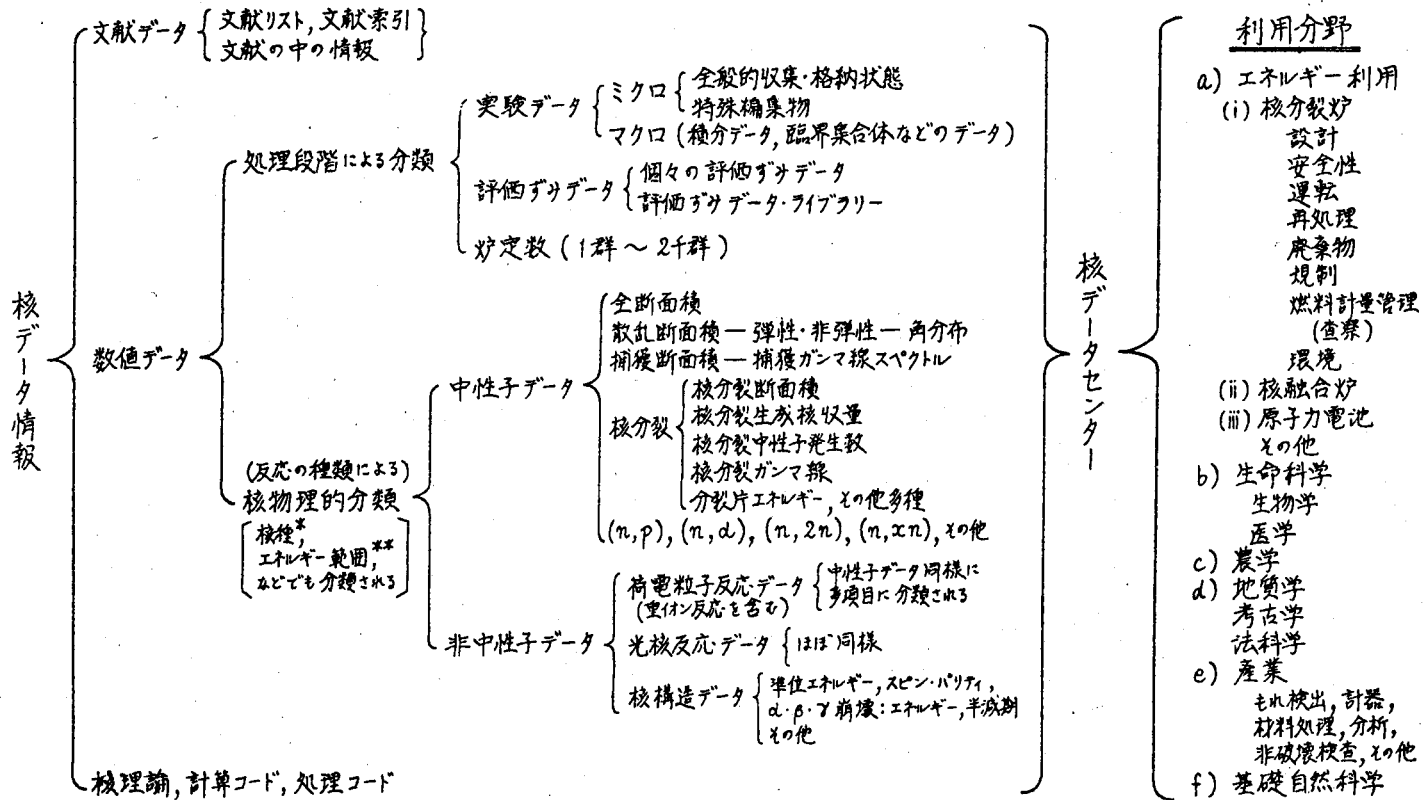 核データ情報
文献データ
文献リスト, 文献索引
文献の中の情報
数値データ
処理段階による分類
実験データ
ミクロ
全般的収集・格納状態
特殊編集物
マクロ (積分データ, 臨界集合体などのデータ)
評価ずみデータ
個々の評価ずみデータ
評価ずみデータ・ライブラリー
炉定数 (1群 ～ 2千群)
(反応の種類による)
核物理的分類
核種,*
エネルギー範囲,**
などでも分類される
中性子データ
全断面積
散乱断面積 — 弾性・非弾性 — 角分布
捕獲断面積 — 捕獲ガンマ線スペクトル
核分裂
核分裂断面積
核分裂生成核収量
核分裂中性子発生数
核分裂ガンマ線
分裂片エネルギー, その他多種
(n,p), (n,α), (n,2n), (n,xn), その他
非中性子データ
荷電粒子反応データ
(重イオン反応を含む)
中性子データ同様に
多項目に分類される
光核反応データ
ほぼ同様
核構造データ
準位エネルギー, スピン・パリティ,
α・β・γ 崩壊: エネルギー, 半減期
その他
核理論, 計算コード, 処理コード
核データセンター
利用分野
a) エネルギー利用
(i) 核分裂炉
設計
安全性
運転
再処理
廃棄物
規制
燃料計量管理
(査察)
環境
(ii) 核融合炉
(iii) 原子力電池
その他
b) 生命科学
生物学
医学
c) 農学
d) 地質学
考古学
法科学
e) 産業
もれ検出, 計器,
材料処理, 分析,
非破壊検査, その他
f) 基礎自然科学